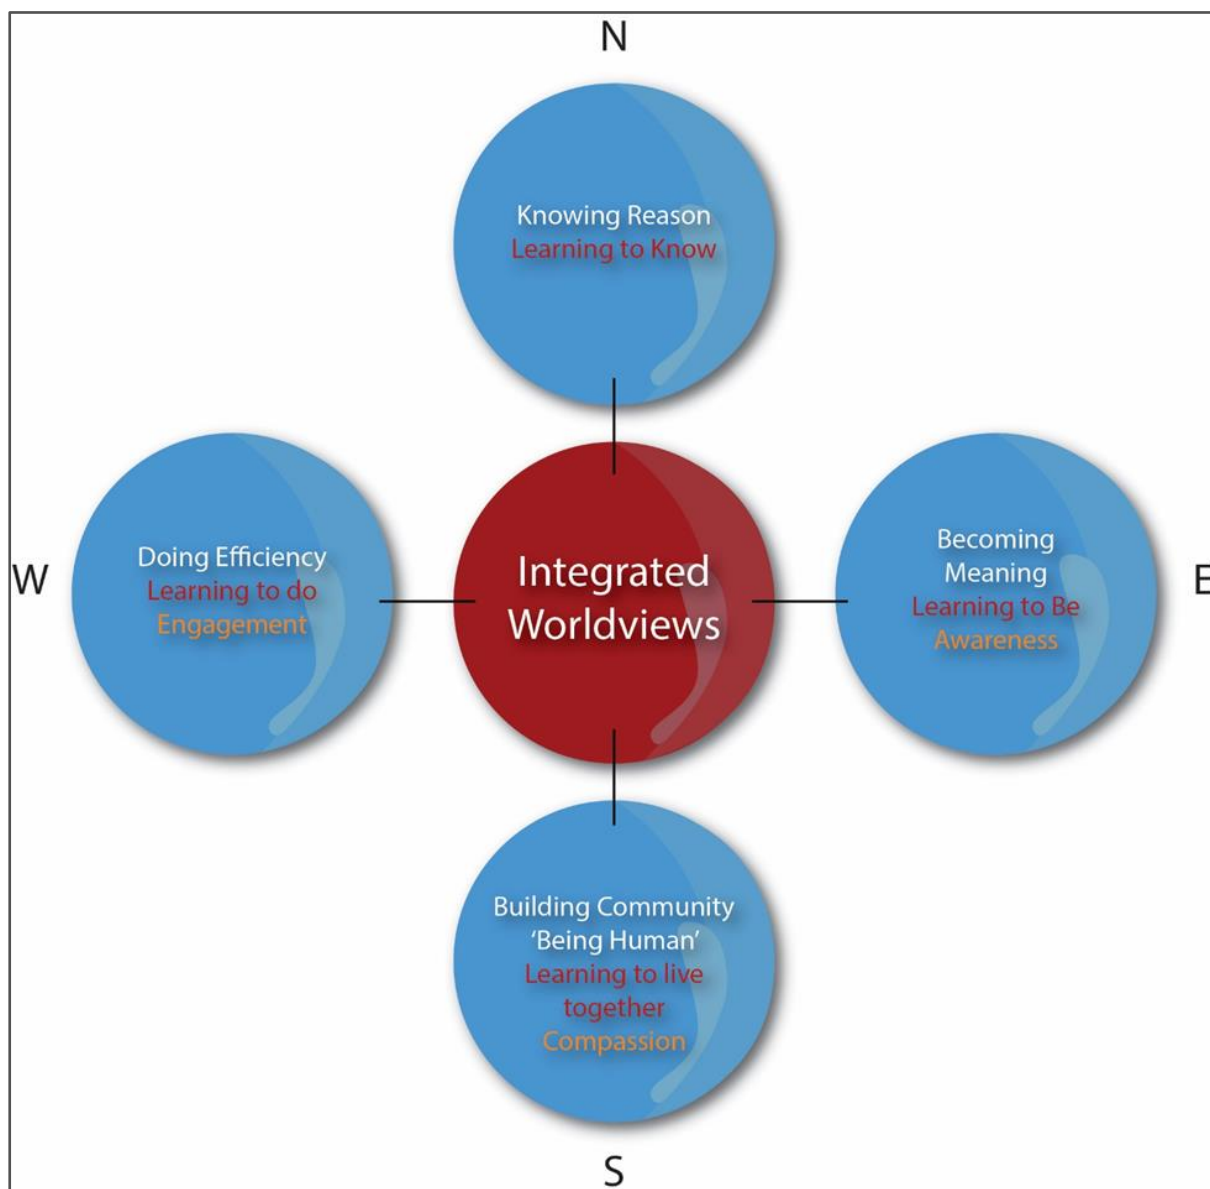 N
Knowing Reason
Learning to Know
W
Doing Efficiency
Learning to do
Engagement
Integrated
Worldviews
Becoming
Meaning
Learning to Be
Awareness
E
Building Community
‘Being Human’
Learning to live
together
Compassion
S